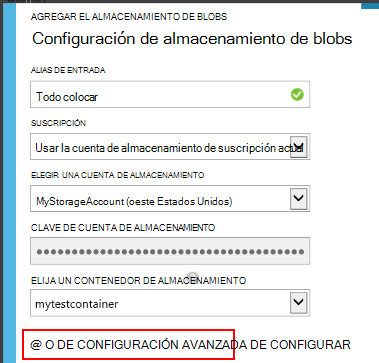 AGREGAR EL ALMACENAMIENTO DE BLOBS
Configuración de almacenamiento de blobs
ALIAS DE ENTRADA
Todo colocar
SUSCRIPCIÓN
Usar la cuenta de almacenamiento de suscripción actual
ELEGIR UNA CUENTA DE ALMACENAMIENTO
MyStorageAccount (oeste Estados Unidos)
CLAVE DE CUENTA DE ALMACENAMIENTO
ELIJA UN CONTENEDOR DE ALMACENAMIENTO
mytestcontainer
@ O DE CONFIGURACIÓN AVANZADA DE CONFIGURAR